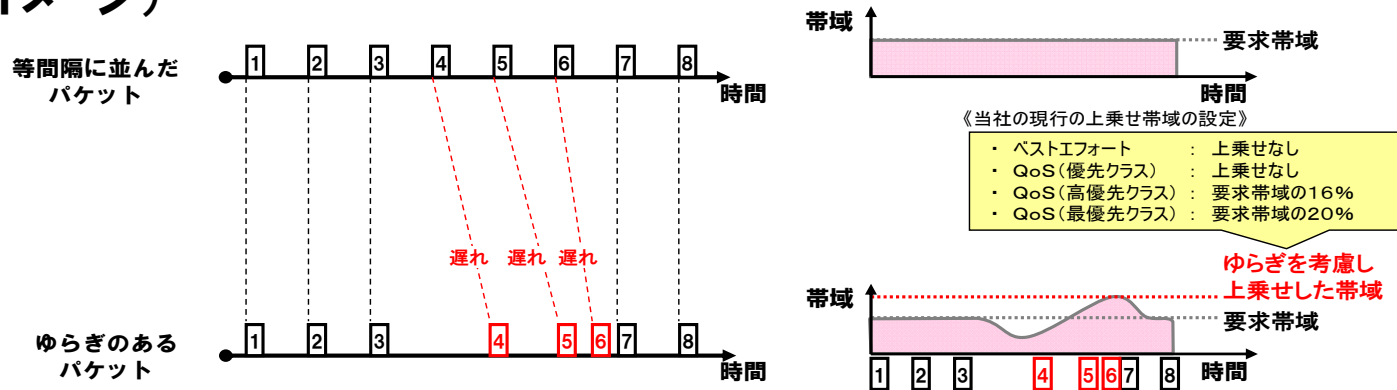 イメージ）
等間隔に並んだ
パケット
1 2 3 4 5 6 7 8
時間
遅れ 遅れ 遅れ
ゆらぎのある
パケット
1 2 3 4 5 6 7 8
時間
帯域
要求帯域
時間
《当社の現行の上乗せ帯域の設定》
・ ベストエフォート ： 上乗せなし
・ QoS（優先クラス） ： 上乗せなし
・ QoS（高優先クラス） ： 要求帯域の16％
・ QoS（最優先クラス） ： 要求帯域の20％
ゆらぎを考慮し
上乗せした帯域
帯域
要求帯域
1 2 3 4 5 6 7 8
時間